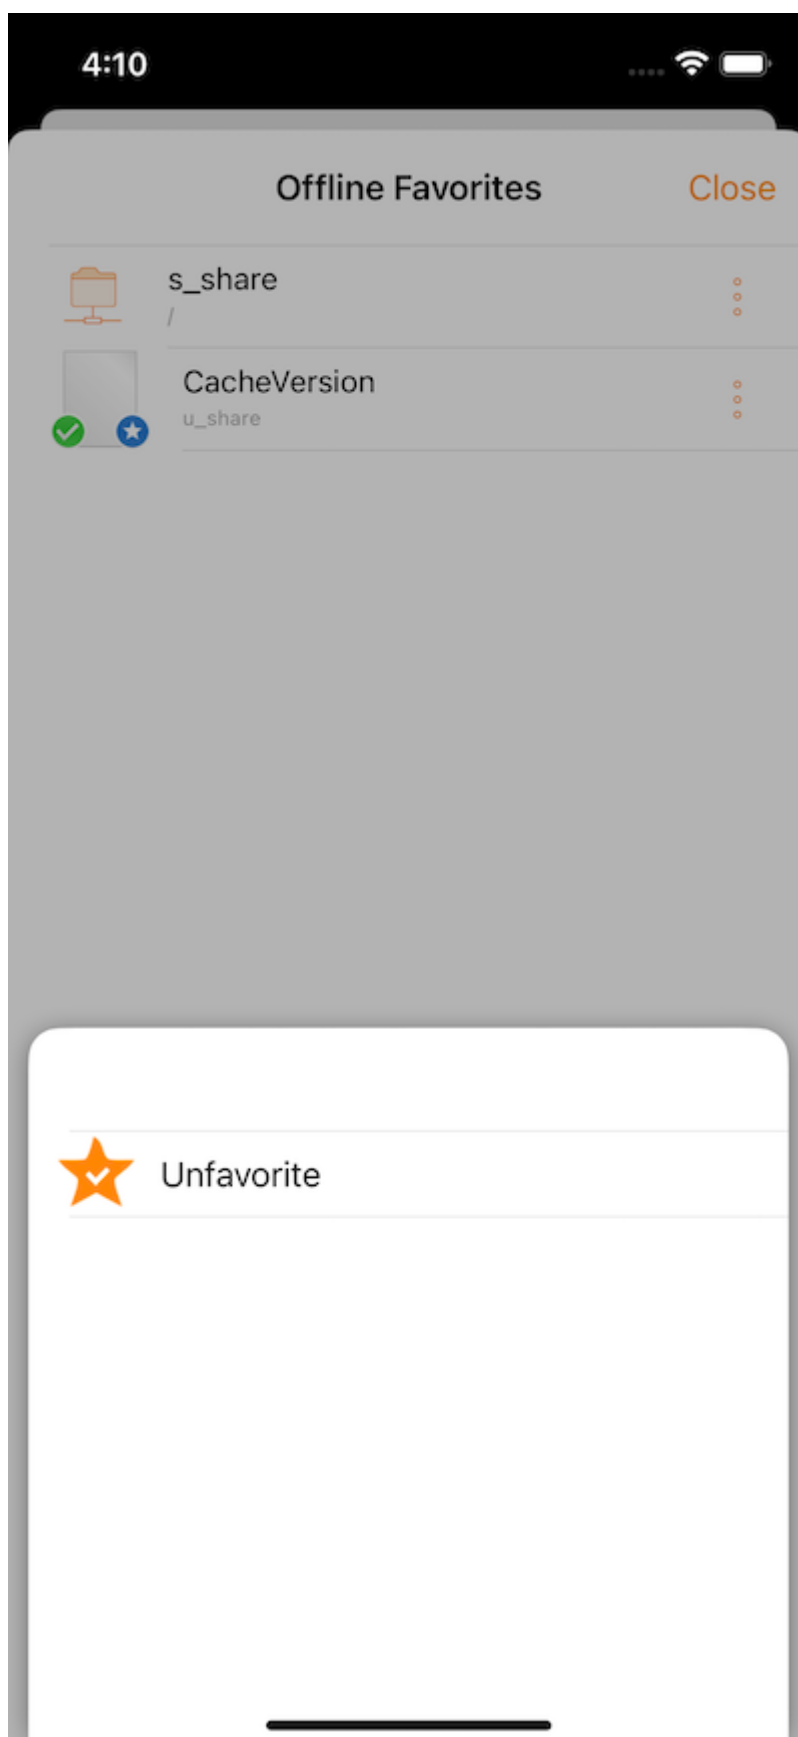 4:10
Offline Favorites
Close
s_share
/
CacheVersion
u_share
Unfavorite